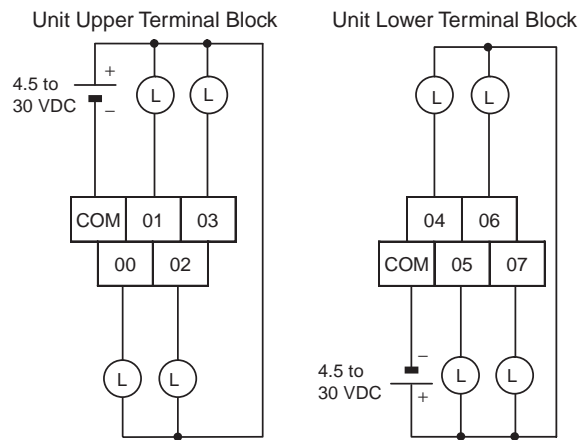 Unit Upper Terminal Block
Unit Lower Terminal Block
4.5 to
30 VDC
+
−
L
L
L
L
COM 01 03
04 06
00 02
COM 05 07
L
L
4.5 to
30 VDC
−
+
L
L